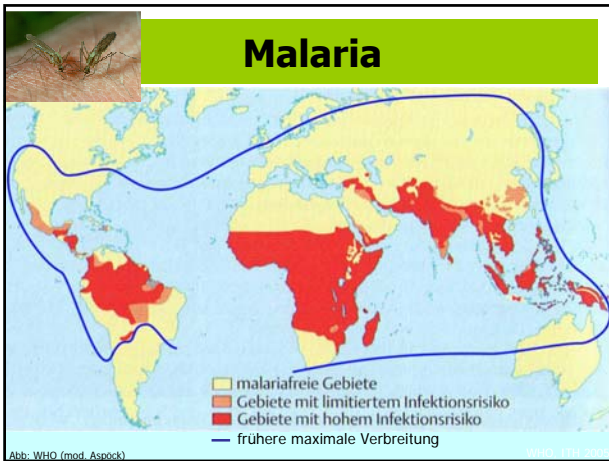 Malaria
malariafreie Gebiete
Gebiete mit limitiertem Infektionsrisiko
Gebiete mit hohem Infektionsrisiko
frühere maximale Verbreitung
Abb: WHO (mod. Aspöck)